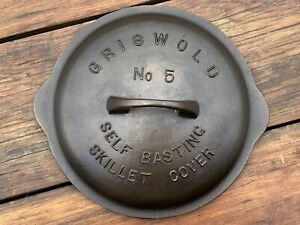 GRISWOLD
No 5
SELF BASTING
SKILLET COVER